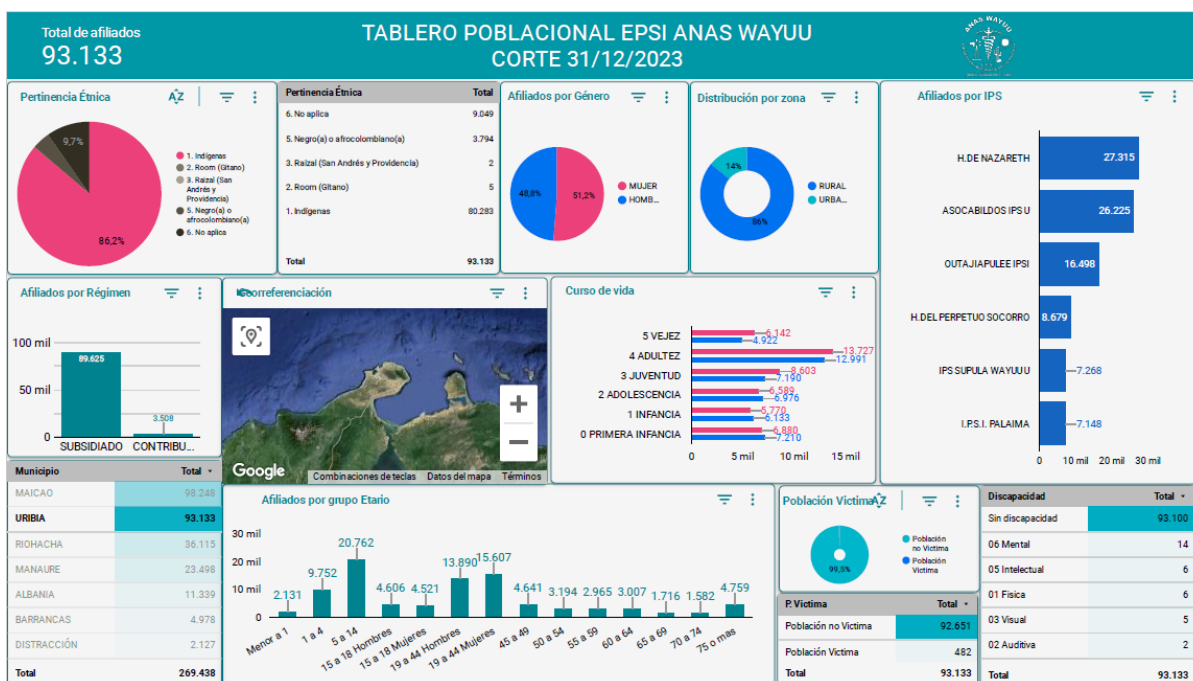 Total de afiliados
93.133
TABLERO POBLACIONAL EPSI ANAS WAYUU
CORTE 31/12/2023
ANAS WAYUU
Pertinencia Étnica
9,7%
86,2%
1. Indígenas
2. Room (Gitano)
3. Raizal (San
Andrés y
Providencia)
5. Negro(a) o
afrocolombiano(a)
6. No aplica
Pertinencia Étnica Total
6. No aplica 9.049
5. Negro(a) o afrocolombiano(a) 3.794
3. Raizal (San Andrés y Providencia) 2
2. Room (Gitano) 5
1. Indígenas 80.283
Total 93.133
Afiliados por Género
48,8%
51,2%
MUJER
HOMB...
Distribución por zona
14%
86%
RURAL
URBA...
Afiliados por IPS
H.DE NAZARETH 27.315
ASOCABILDOS IPS U 26.225
OUTAJIAPULEE IPSI 16.498
H.DEL PERPETUO SOCORRO 8.679
IPS SUPULA WAYUU U 7.268
I.P.S.I. PALAIMA 7.148
0 10 mil 20 mil 30 mil
Afiliados por Régimen
100 mil
50 mil
0
89.625
3.508
SUBSIDIADO CONTRIBU...
Georreferenciación
Google
Combinaciones de teclas Datos del mapa Términos
Curso de vida
5 VEJEZ 6.142
4.922
4 ADULTEZ 13.727
12.991
3 JUVENTUD 8.603
7.190
2 ADOLESCENCIA 6.589
6.976
1 INFANCIA 5.770
6.133
0 PRIMERA INFANCIA 6.880
7.210
0 5 mil 10 mil 15 mil
Municipio Total
MAICAO 98.248
URIBIA 93.133
RIOHACHA 36.115
MANAURE 23.498
ALBANIA 11.339
BARRANCAS 4.978
DISTRACCIÓN 2.127
Total 269.438
Afiliados por grupo Etario
30 mil
20 mil
10 mil
0
2.131 9.752 20.762 4.606 4.521 13.890 15.607 4.641 3.194 2.965 3.007 1.716 1.582 4.759
Menor a 1 1 a 4 5 a 14 15 a 18 Hombres 15 a 18 Mujeres 19 a 44 Hombres 19 a 44 Mujeres 45 a 49 50 a 54 55 a 59 60 a 64 65 a 69 70 a 74 75 o mas
Población Victima
99,5%
Población
no Victima
Población
Victima
P. Victima Total
Población no Victima 92.651
Población Victima 482
Total 93.133
Discapacidad Total
Sin discapacidad 93.100
06 Mental 14
05 Intelectual 6
01 Fisica 6
03 Visual 5
02 Auditiva 2
Total 93.133